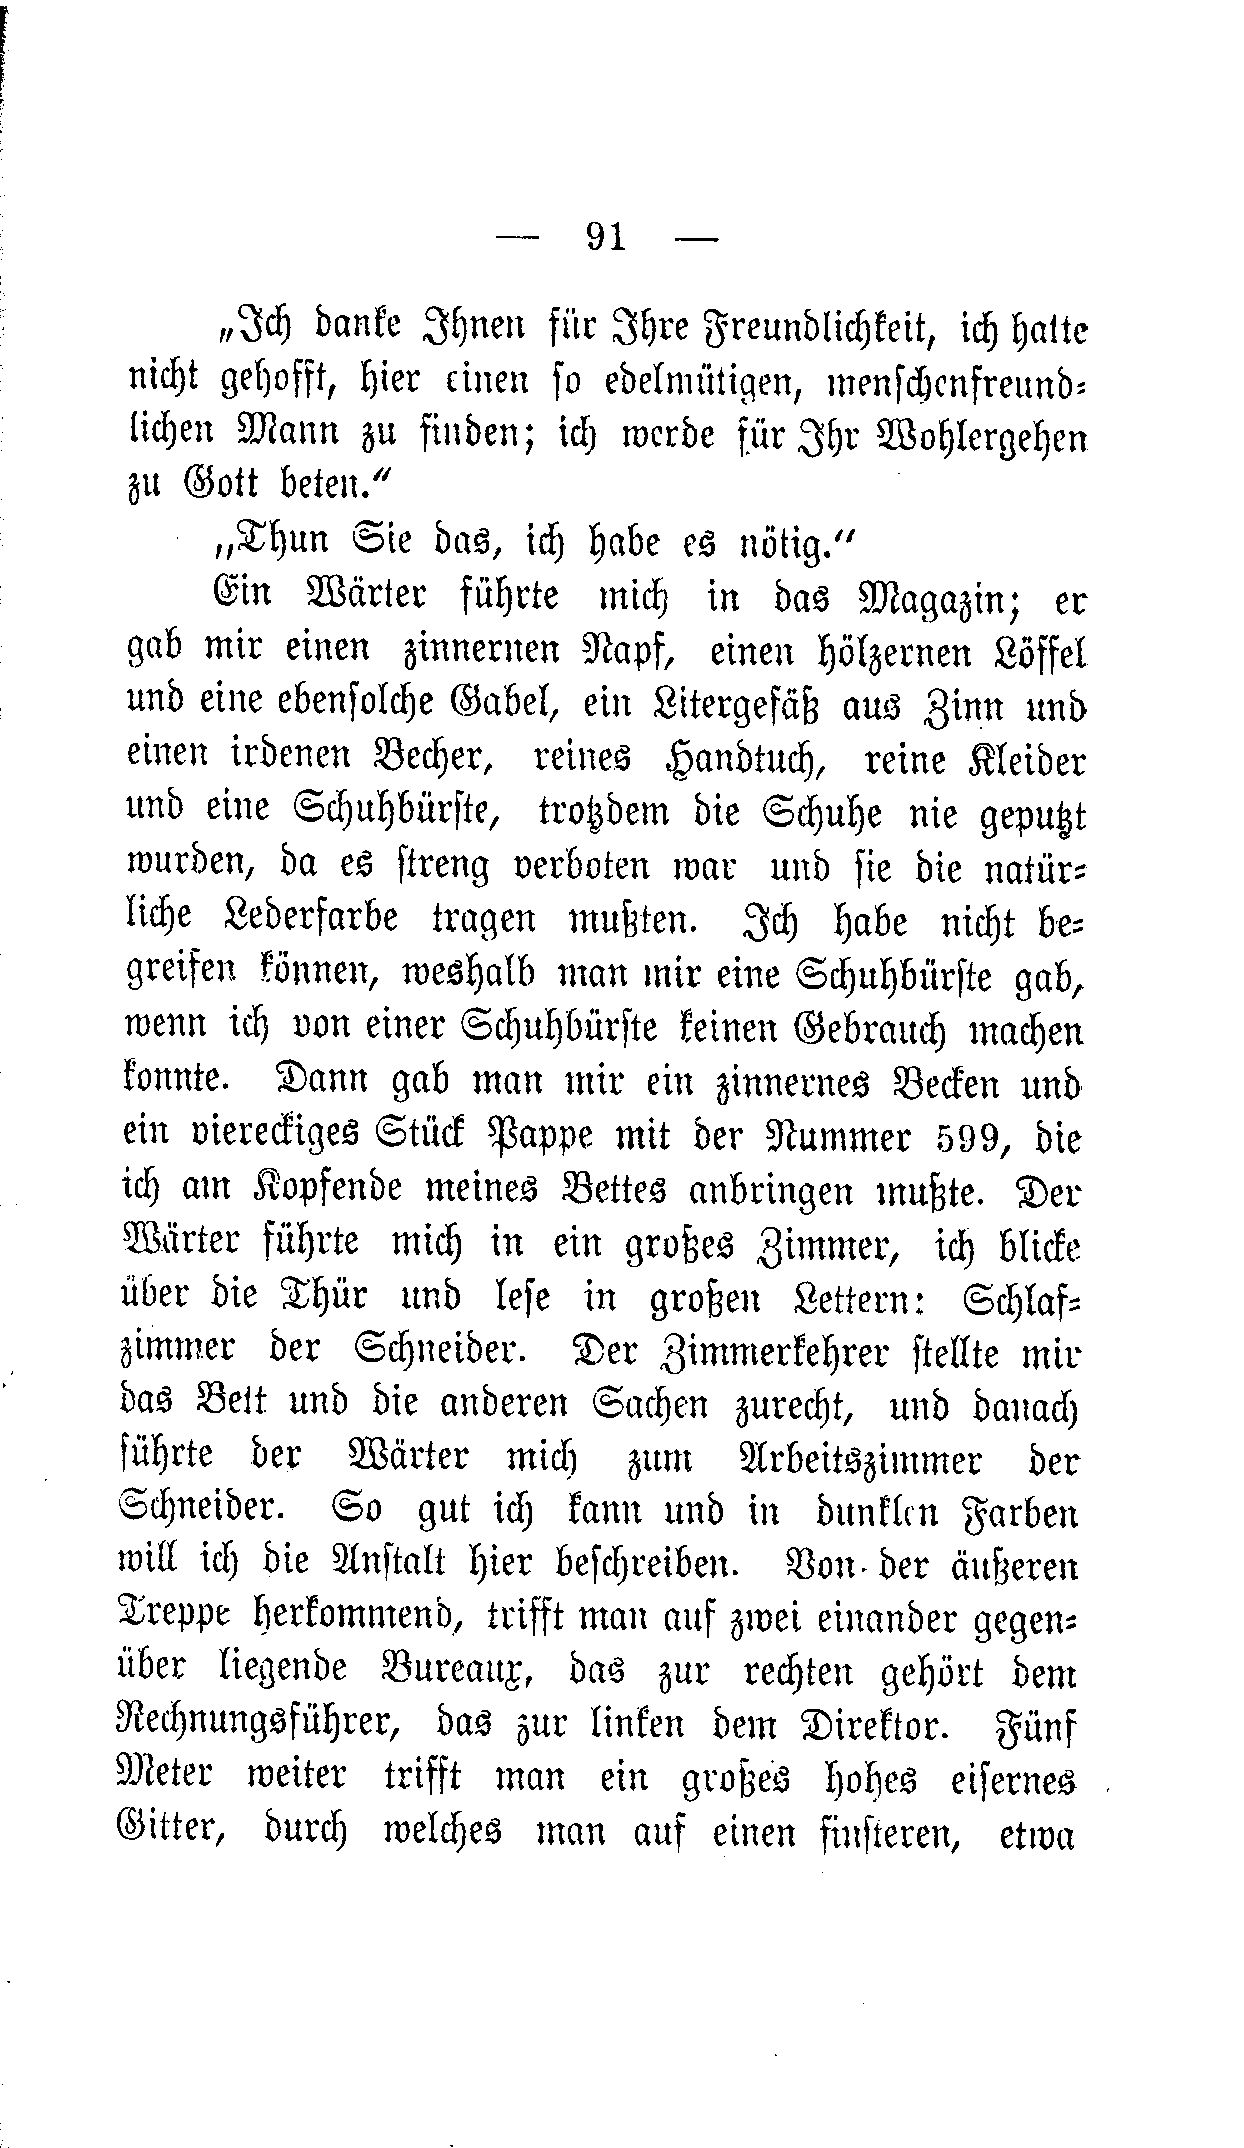 — 91 —
„Ich danke Ihnen für Ihre Freundlichkeit, ich hatte
nicht gehofft, hier einen so edelmütigen, menschenfreund-
lichen Mann zu finden; ich werde für Ihr Wohlergehen
zu Gott beten.“
„Thun Sie das, ich habe es nötig.“
Ein Wärter führte mich in das Magazin; er
gab mir einen zinnernen Napf, einen hölzernen Löffel
und eine ebensolche Gabel, ein Litergefäß aus Zinn und
einen irdenen Becher, reines Handtuch, reine Kleider
und eine Schuhbürste, trotzdem die Schuhe nie geputzt
wurden, da es streng verboten war und sie die natür-
liche Lederfarbe tragen mußten. Ich habe nicht be-
greifen können, weshalb man mir eine Schuhbürste gab,
wenn ich von einer Schuhbürste keinen Gebrauch machen
konnte. Dann gab man mir ein zinnernes Becken und
ein viereckiges Stück Pappe mit der Nummer 599, die
ich am Kopfende meines Bettes anbringen mußte. Der
Wärter führte mich in ein großes Zimmer, ich blicke
über die Thür und lese in großen Lettern: Schlaf-
zimmer der Schneider. Der Zimmerkehrer stellte mir
das Bett und die anderen Sachen zurecht, und danach
führte der Wärter mich zum Arbeitszimmer der
Schneider. So gut ich kann und in dunklen Farben
will ich die Anstalt hier beschreiben. Von der äußeren
Treppe herkommend, trifft man auf zwei einander gegen-
über liegende Bureaux, das zur rechten gehört dem
Rechnungsführer, das zur linken dem Direktor. Fünf
Meter weiter trifft man ein großes hohes eisernes
Gitter, durch welches man auf einen finsteren, etwa